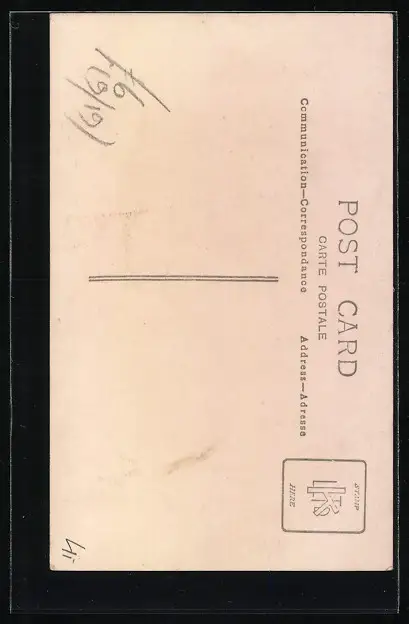 POST CARD
CARTE POSTALE
Communication—Correspondance
Address—Adresse
STAMP
HERE